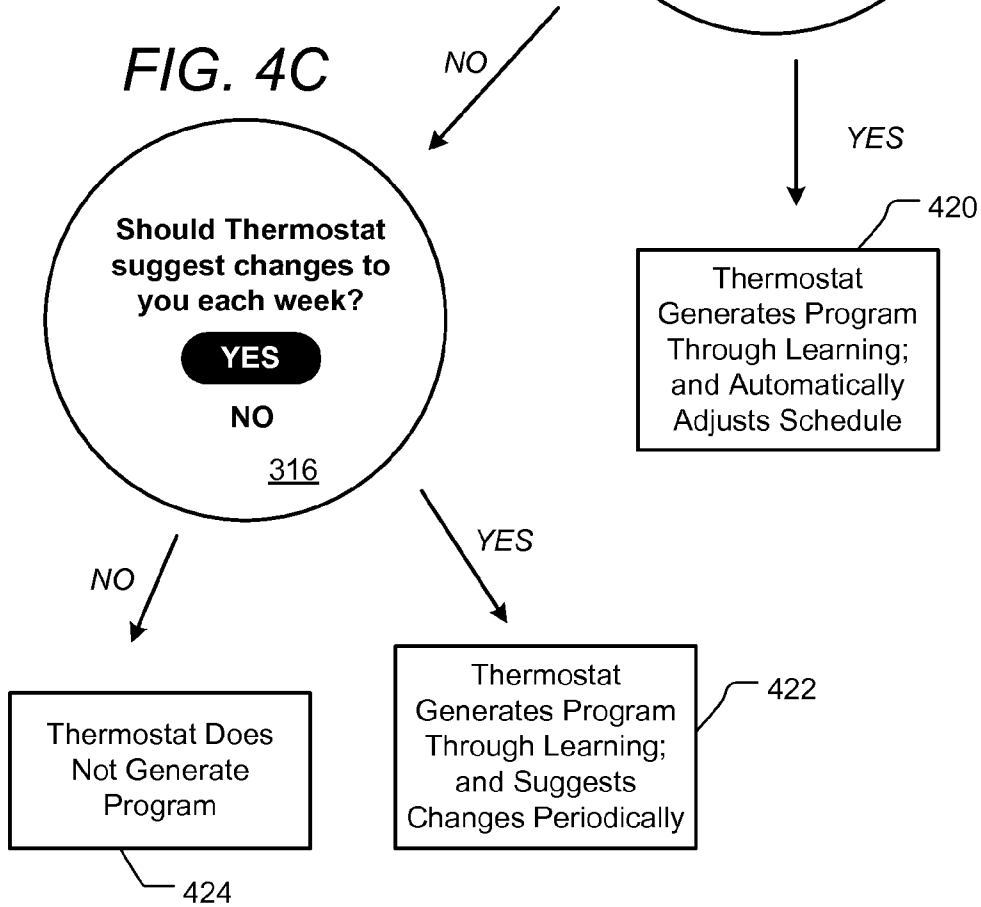 FIG. 4C
NO
YES
420
Should Thermostat
suggest changes to
you each week?
YES
NO
316
Thermostat
Generates Program
Through Learning;
and Automatically
Adjusts Schedule
NO
YES
Thermostat Does
Not Generate
Program
424
Thermostat
Generates Program
Through Learning;
and Suggests
Changes Periodically
422